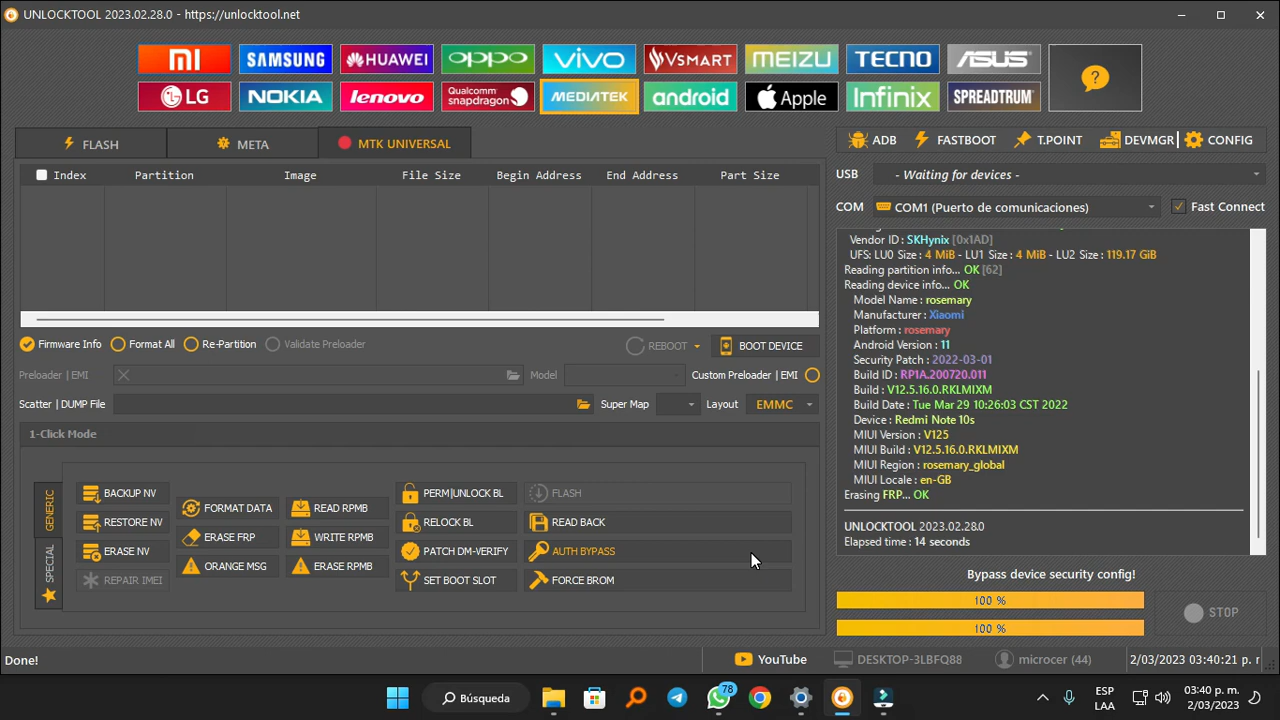 UNLOCKTOOL 2023.02.28.0 - https://unlocktool.net
MI SAMSUNG HUAWEI oppo vivo VSMART MEIZU TECNO ASUS ?
LG NOKIA lenovo Qualcomm snapdragon MEDIATEK android Apple Infinix SPREADTRUM
FLASH META MTK UNIVERSAL
ADB FASTBOOT T.POINT DEVMGR CONFIG
Index Partition Image File Size Begin Address End Address Part Size
USB - Waiting for devices -
COM COM1 (Puerto de comunicaciones) Fast Connect
Vendor ID : SKHynix [0x1AD]
UFS: LU0 Size : 4 MiB - LU1 Size : 4 MiB - LU2 Size : 119.17 GiB
Reading partition info... OK [62]
Reading device info... OK
Model Name : rosemary
Manufacturer : Xiaomi
Platform : rosemary
Android Version : 11
Security Patch : 2022-03-01
Build ID : RP1A.200720.011
Build : V12.5.16.0.RKLMIXM
Build Date : Tue Mar 29 10:26:03 CST 2022
Device : Redmi Note 10s
MIUI Version : V125
MIUI Build : V12.5.16.0.RKLMIXM
MIUI Region : rosemary_global
MIUI Locale : en-GB
Erasing FRP... OK
UNLOCKTOOL 2023.02.28.0
Elapsed time : 14 seconds
Firmware Info Format All Re-Partition Validate Preloader REBOOT BOOT DEVICE
Preloader | EMI Model Custom Preloader | EMI
Scatter | DUMP File Super Map Layout EMMC
1-Click Mode
GENERIC
SPECIAL
BACKUP NV
RESTORE NV
ERASE NV
REPAIR IMEI
FORMAT DATA
ERASE FRP
ORANGE MSG
READ RPMB
WRITE RPMB
ERASE RPMB
PERM|UNLOCK BL
RELOCK BL
PATCH DM-VERIFY
SET BOOT SLOT
FLASH
READ BACK
AUTH BYPASS
FORCE BROM
Bypass device security config!
100 %
100 %
STOP
Done! YouTube DESKTOP-3LBFQ88 microcer (44) 2/03/2023 03:40:21 p. r
Búsqueda 78 ESP 03:40 p. m.
LAA 2/03/2023